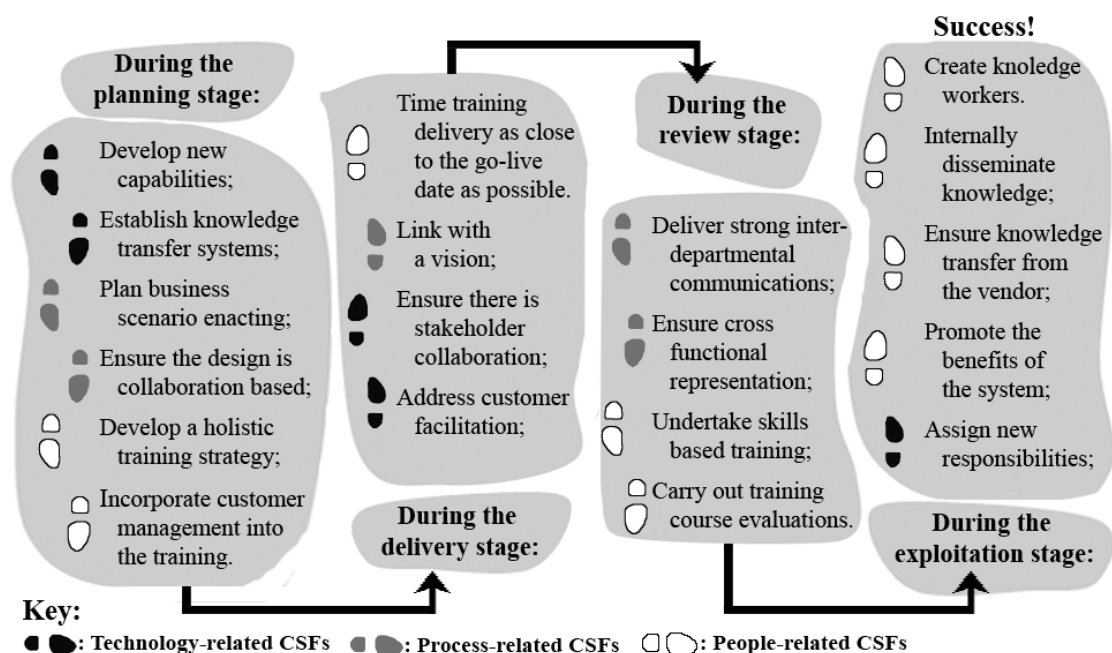 During the
planning stage:
Develop new
capabilities;
Establish knowledge
transfer systems;
Plan business
scenario enacting;
Ensure the design is
collaboration based;
Develop a holistic
training strategy;
Incorporate customer
management into
the training.
Time training
delivery as close
to the go-live
date as possible.
Link with
a vision;
Ensure there is
stakeholder
collaboration;
Address customer
facilitation;
During the
delivery stage:
During the
review stage:
Deliver strong inter-
departmental
communications;
Ensure cross
functional
representation;
Undertake skills
based training;
Carry out training
course evaluations.
Success!
Create knoledge
workers.
Internally
disseminate
knowledge;
Ensure knowledge
transfer from
the vendor;
Promote the
benefits of
the system;
Assign new
responsibilities;
During the
exploitation stage:
Key:
: Technology-related CSFs : Process-related CSFs : People-related CSFs